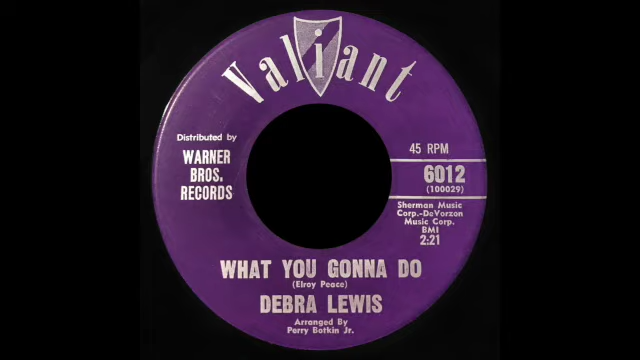 Valiant
Distributed by
WARNER
BROS.
RECORDS
45 RPM
6012
(100029)
Sherman Music
Corp.-DeVorzon
Music Corp.
BMI
2:21
WHAT YOU GONNA DO
(Elroy Peace)
DEBRA LEWIS
Arranged By
Perry Botkin Jr.